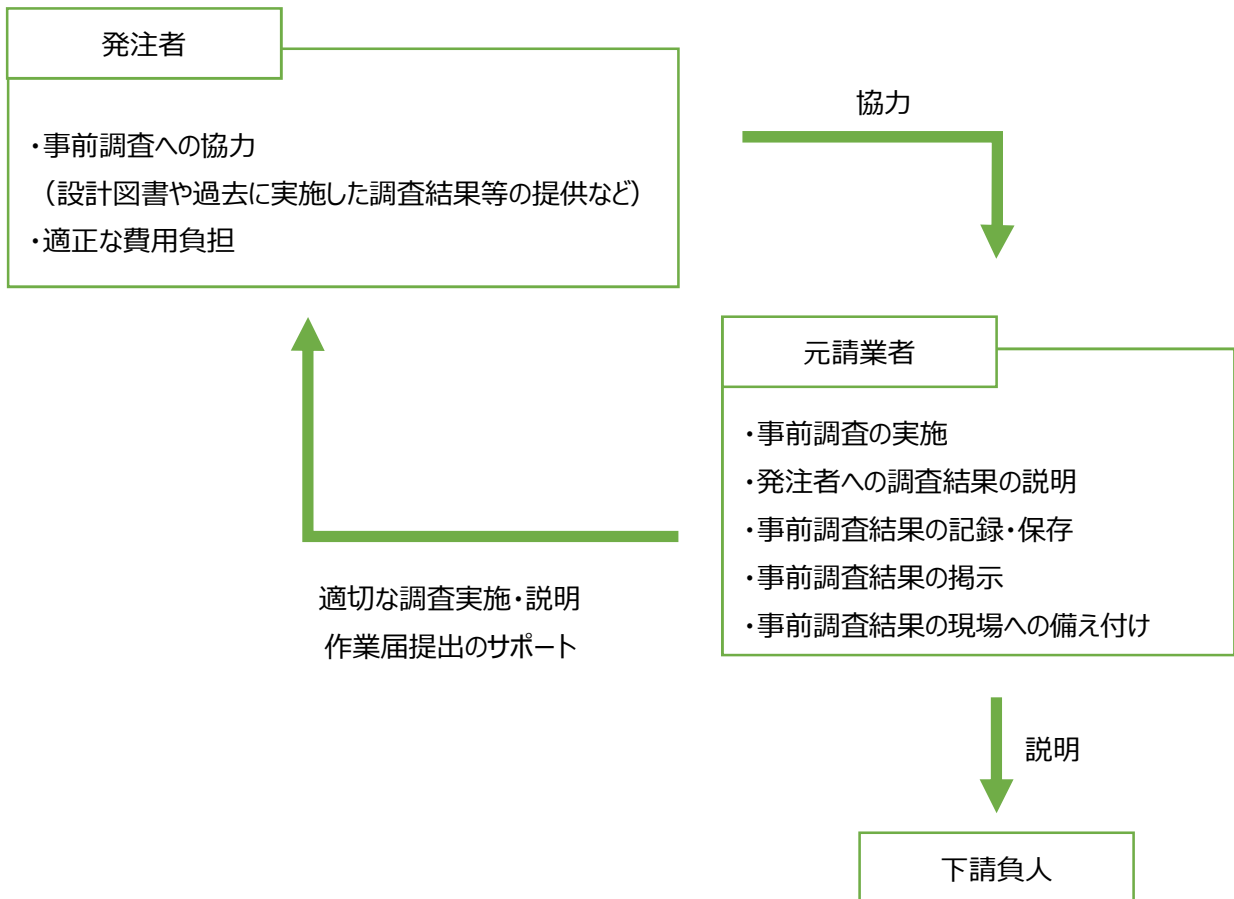 発注者
・事前調査への協力
（設計図書や過去に実施した調査結果等の提供など）
・適正な費用負担
協力
元請業者
・事前調査の実施
・発注者への調査結果の説明
・事前調査結果の記録・保存
・事前調査結果の掲示
・事前調査結果の現場への備え付け
適切な調査実施・説明
作業届提出のサポート
説明
下請負人